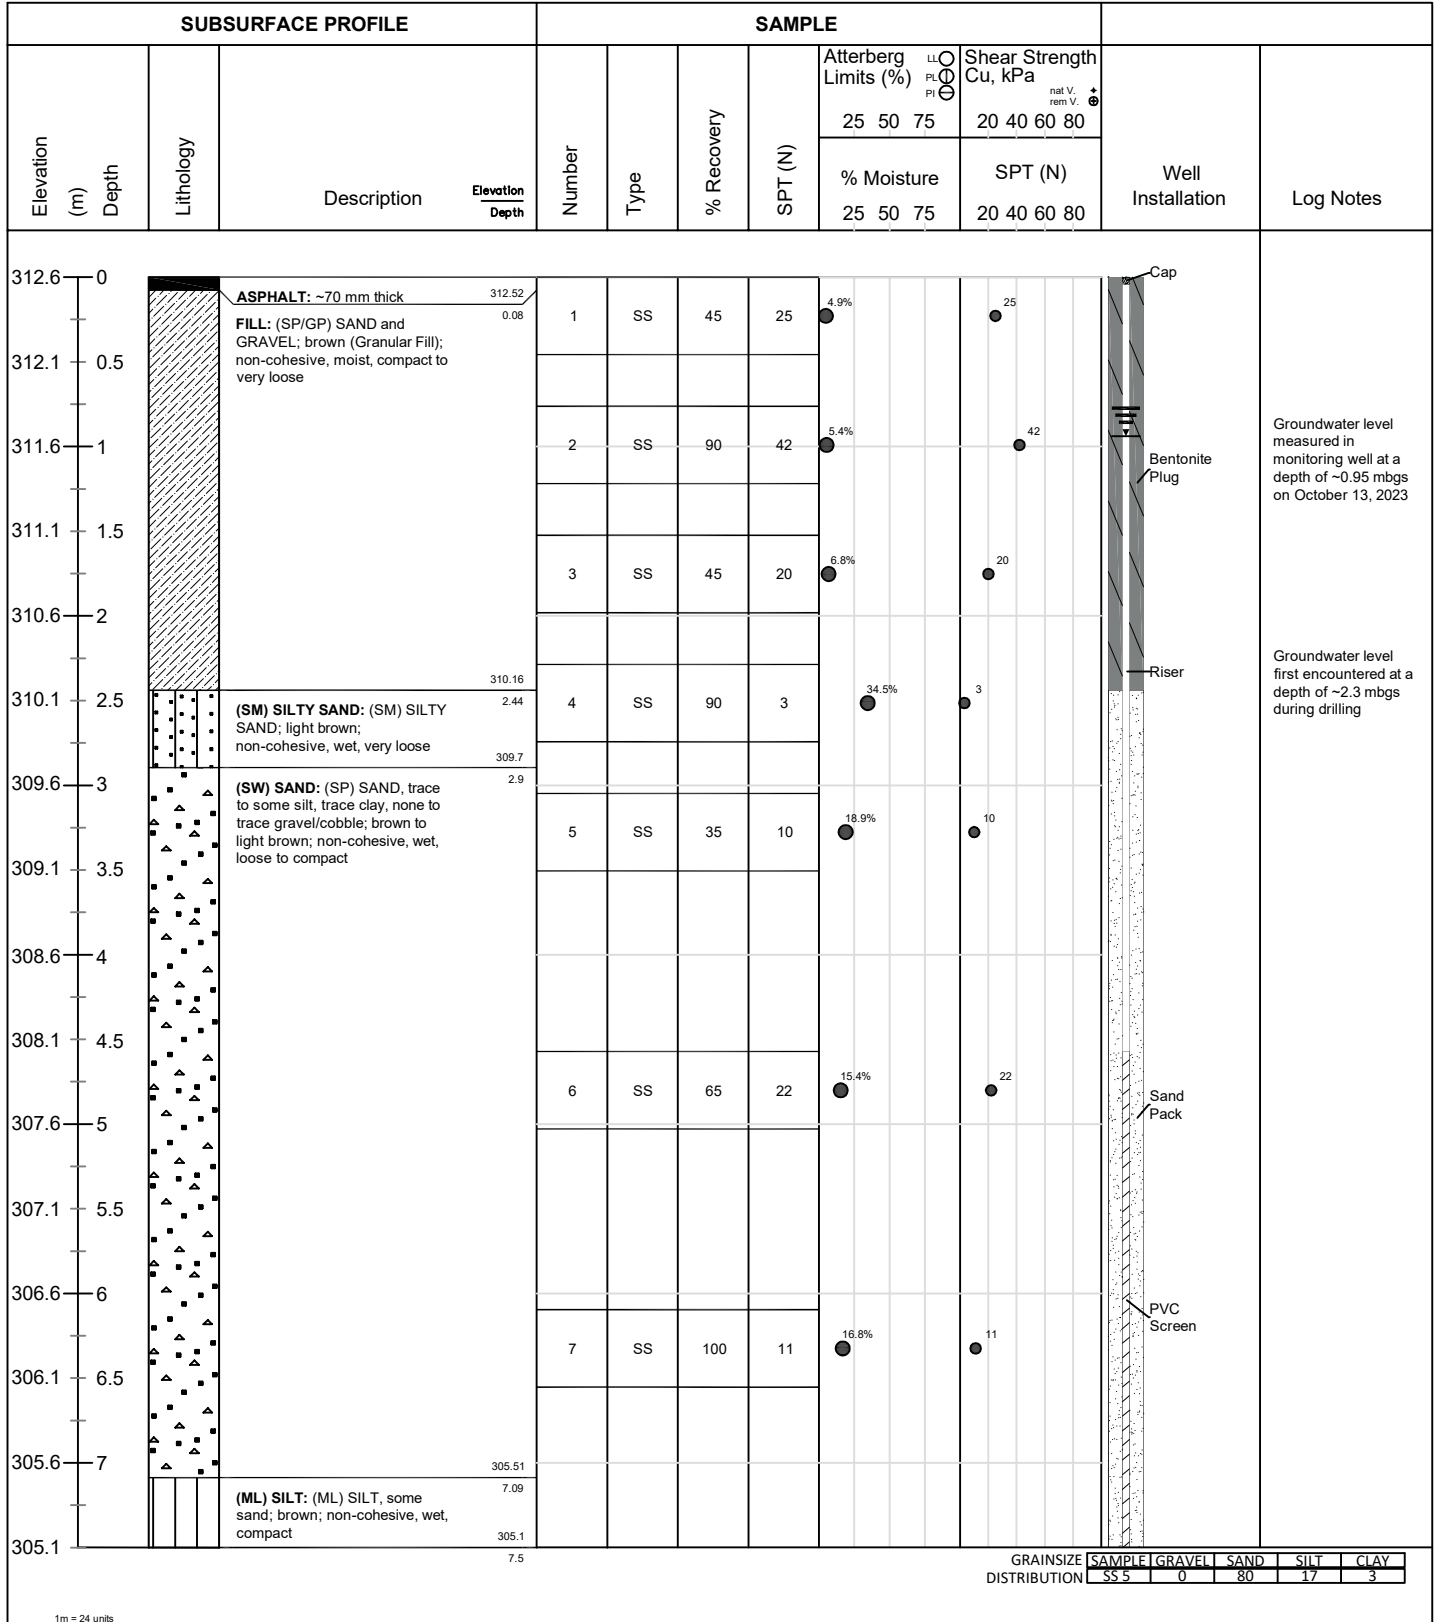 SUBSURFACE PROFILE
SAMPLE
Elevation
(m)
Depth
Lithology
Description
Elevation
Depth
Number
Type
% Recovery
SPT (N)
Atterberg
Limits (%)
LL
PL
PI
25 50 75
% Moisture
25 50 75
Shear Strength
Cu, kPa
nat V.
rem V.
20 40 60 80
SPT (N)
20 40 60 80
Well
Installation
Log Notes
312.6 0
312.1 0.5
311.6 1
311.1 1.5
310.6 2
310.1 2.5
309.6 3
309.1 3.5
308.6 4
308.1 4.5
307.6 5
307.1 5.5
306.6 6
306.1 6.5
305.6 7
305.1
ASPHALT: ~70 mm thick
312.52
0.08
FILL: (SP/GP) SAND and
GRAVEL; brown (Granular Fill);
non-cohesive, moist, compact to
very loose
310.16
2.44
(SM) SILTY SAND: (SM) SILTY
SAND; light brown;
non-cohesive, wet, very loose
309.7
2.9
(SW) SAND: (SP) SAND, trace
to some silt, trace clay, none to
trace gravel/cobble; brown to
light brown; non-cohesive, wet,
loose to compact
305.51
7.09
(ML) SILT: (ML) SILT, some
sand; brown; non-cohesive, wet,
compact
305.1
7.5
1 SS 45 25 4.9% 25
2 SS 90 42 5.4% 42
3 SS 45 20 6.8% 20
4 SS 90 3 34.5% 3
5 SS 35 10 18.9% 10
6 SS 65 22 15.4% 22
7 SS 100 11 16.8% 11
Cap
Bentonite
Plug
Riser
Sand
Pack
PVC
Screen
Groundwater level
measured in
monitoring well at a
depth of ~0.95 mbgs
on October 13, 2023
Groundwater level
first encountered at a
depth of ~2.3 mbgs
during drilling
GRAINSIZE
DISTRIBUTION
SAMPLE GRAVEL SAND SILT CLAY
SS 5 0 80 17 3
1m = 24 units